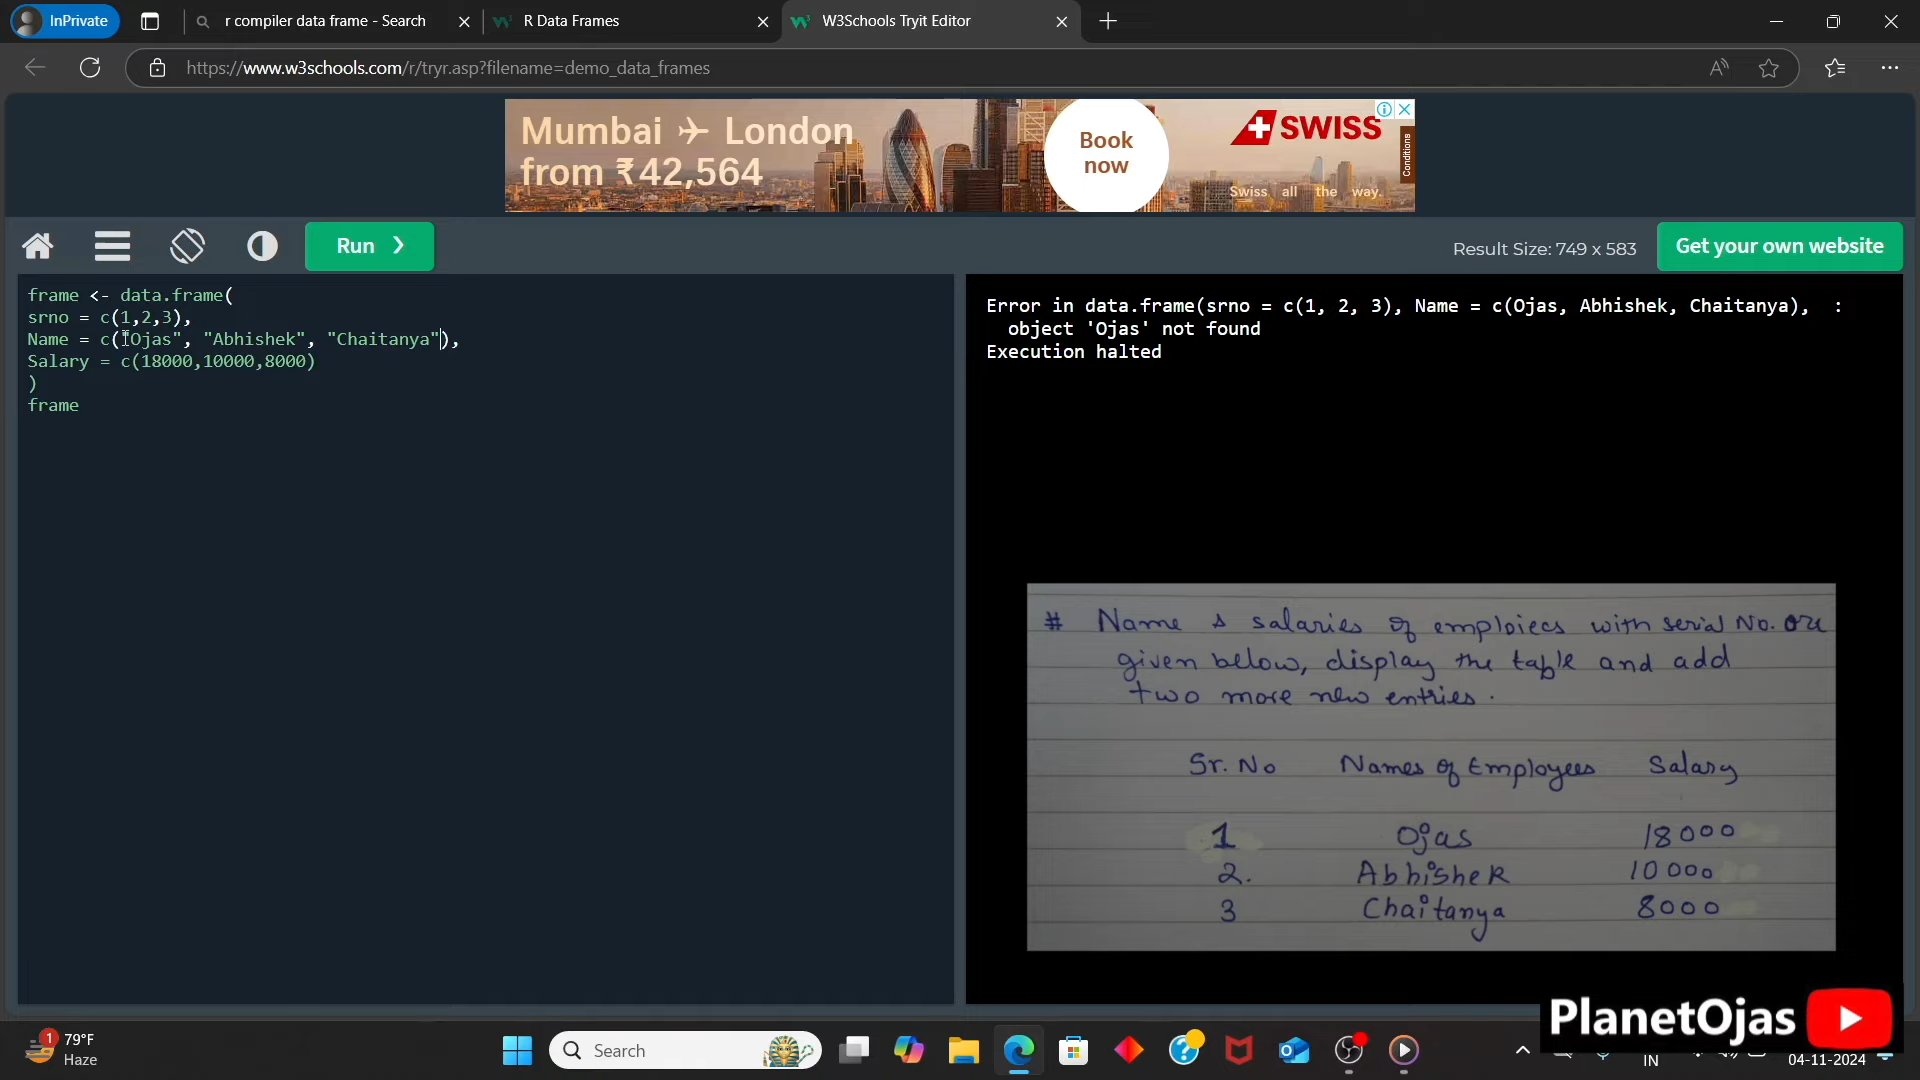 InPrivate
r compiler data frame - Search
R Data Frames
W3Schools Tryit Editor
https://www.w3schools.com/r/tryr.asp?filename=demo_data_frames
Mumbai ✈ London
from ₹42,564
Book
now
SWISS
Swiss all the way.
Conditions
Run ❯
Result Size: 749 x 583
Get your own website
frame <- data.frame(
srno = c(1,2,3),
Name = c("Ojas", "Abhishek", "Chaitanya"),
Salary = c(18000,10000,8000)
)
frame
Error in data.frame(srno = c(1, 2, 3), Name = c(Ojas, Abhishek, Chaitanya),  :
object 'Ojas' not found
Execution halted
# Name & salaries of emploiecs with serial No. are
given below, display the table and add
two more new entries.
Sr. No Names of Employees Salary
1 Ojas 18000
2. Abhishek 10000
3 Chaitanya 8000
PlanetOjas
1
79°F
Haze
Search
IN
04-11-2024